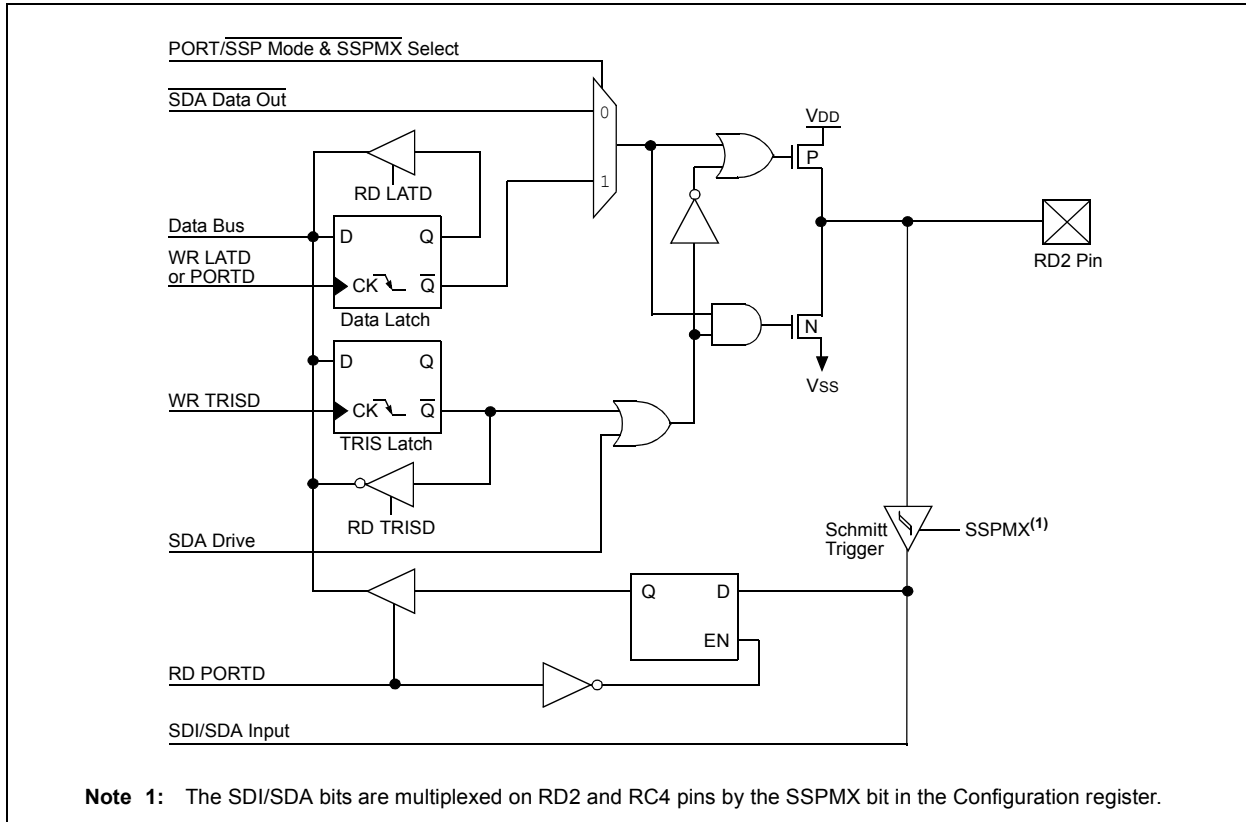 PORT/SSP Mode & SSPMX Select
SDA Data Out
0
1
VDD
P
RD LATD
Data Bus
D
Q
WR LATD
or PORTD
CK
Q
Data Latch
RD2 Pin
N
VSS
D
Q
WR TRISD
CK
Q
TRIS Latch
RD TRISD
SDA Drive
Schmitt
Trigger
SSPMX(1)
Q
D
EN
RD PORTD
SDI/SDA Input
Note 1: The SDI/SDA bits are multiplexed on RD2 and RC4 pins by the SSPMX bit in the Configuration register.